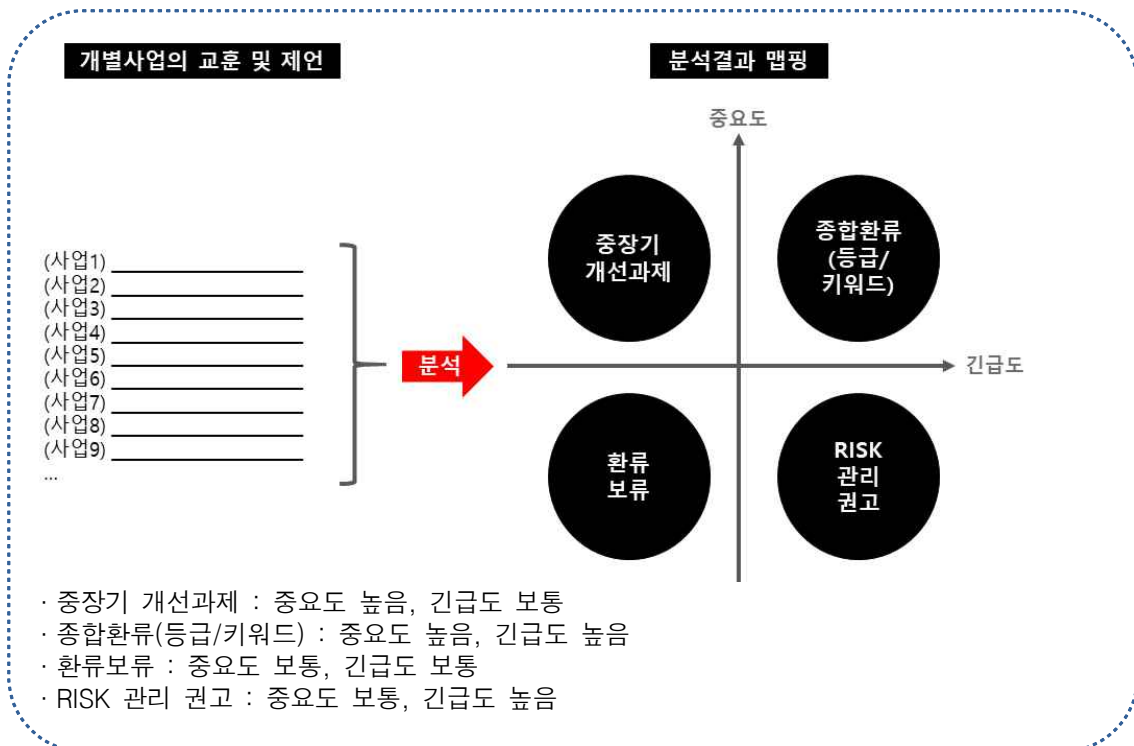 개별사업의 교훈 및 제언
(사업1)
(사업2)
(사업3)
(사업4)
(사업5)
(사업6)
(사업7)
(사업8)
(사업9)
...
분석
분석결과 맵핑
중요도
긴급도
중장기
개선과제
종합환류
(등급/
키워드)
환류
보류
RISK
관리
권고
· 중장기 개선과제 : 중요도 높음, 긴급도 보통
· 종합환류(등급/키워드) : 중요도 높음, 긴급도 높음
· 환류보류 : 중요도 보통, 긴급도 보통
· RISK 관리 권고 : 중요도 보통, 긴급도 높음